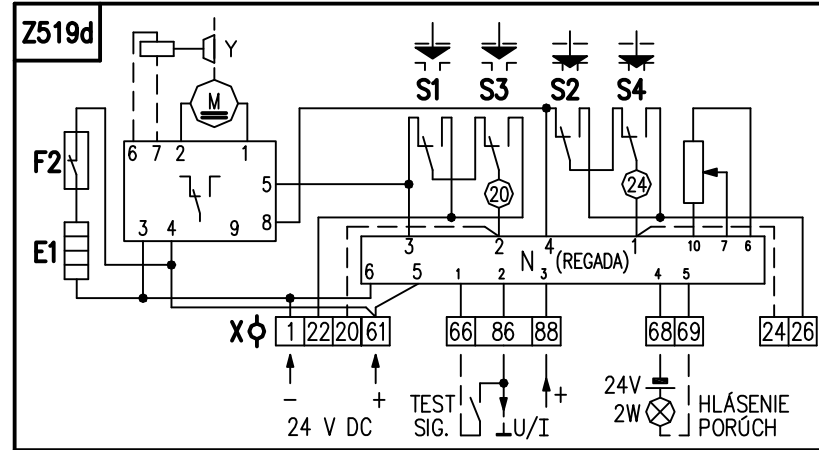 Z519d
Y
M
S1 S3 S2 S4
F2
6 7 2 1
5
8
3 4 9
20
24
E1
3 2 4 1 10 7 6
N (REGADA)
6 5 1 2 3 4 5
X 1 22 20 61 66 86 88 68 69 24 26
− + + 24V
24 V DC
TEST
SIG.
U/I
2W
HLÁSENIE
PORÚCH